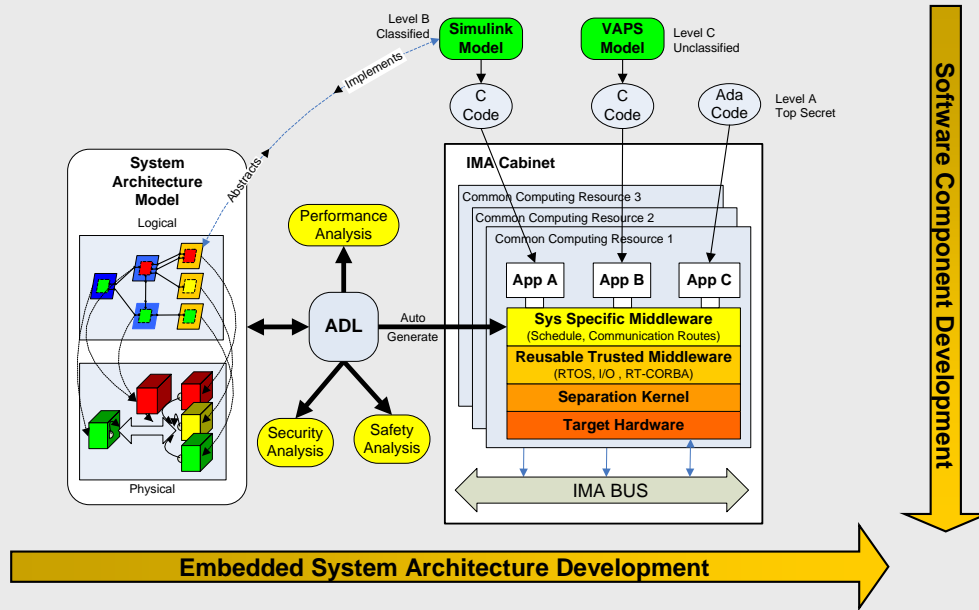 Level B
Classified
Simulink
Model
VAPS
Model
Level C
Unclassified
Implements
C
Code
C
Code
Ada
Code
Level A
Top Secret
Abstracts
System
Architecture
Model
Logical
Physical
Performance
Analysis
ADL
Auto
Generate
Security
Analysis
Safety
Analysis
IMA Cabinet
Common Computing Resource 3
Common Computing Resource 2
Common Computing Resource 1
App A
App B
App C
Sys Specific Middleware
(Schedule, Communication Routes)
Reusable Trusted Middleware
(RTOS, I/O , RT-CORBA)
Separation Kernel
Target Hardware
IMA BUS
Software Component Development
Embedded System Architecture Development